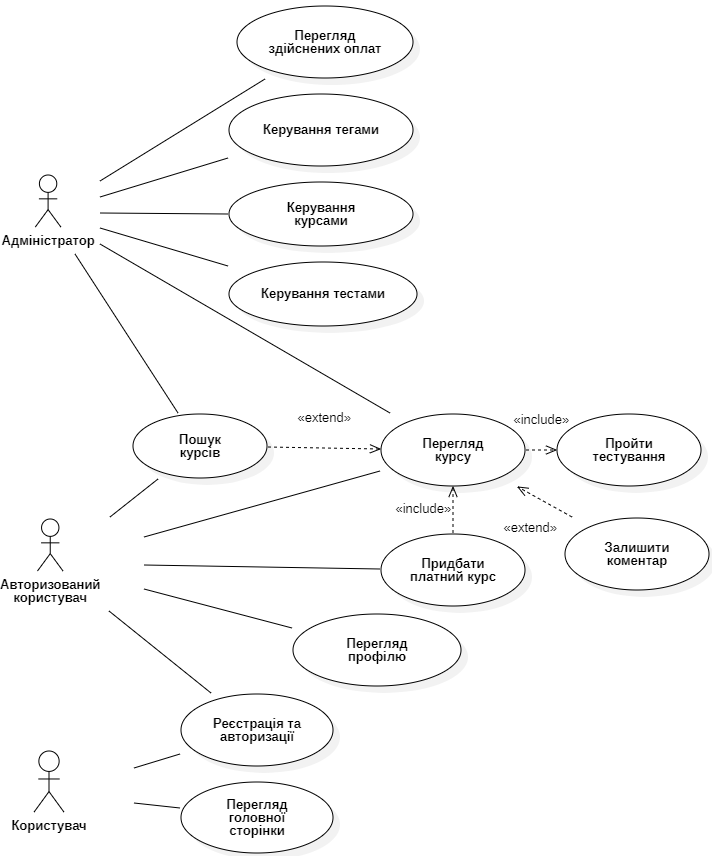 Перегляд
здійснених оплат
Керування тегами
Керування
курсами
Адміністратор
Керування тестами
«extend»
«include»
Пошук
курсів
Перегляд
курсу
Пройти
тестування
«include»
«extend»
Залишити
коментар
Придбати
платний курс
Авторизований
користувач
Перегляд
профілю
Реєстрація та
авторизації
Перегляд
головної
сторінки
Користувач